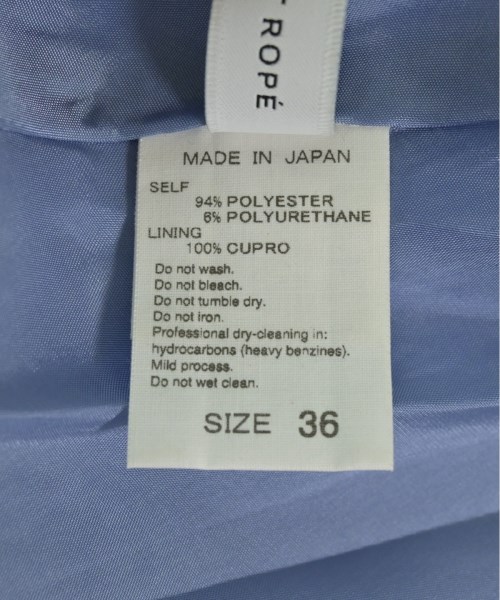 T ROPÉ
MADE IN JAPAN
SELF
94% POLYESTER
6% POLYURETHANE
LINING
100% CUPRO
Do not wash.
Do not bleach.
Do not tumble dry.
Do not iron.
Professional dry-cleaning in:
hydrocarbons (heavy benzines).
Mild process.
Do not wet clean.
SIZE 36